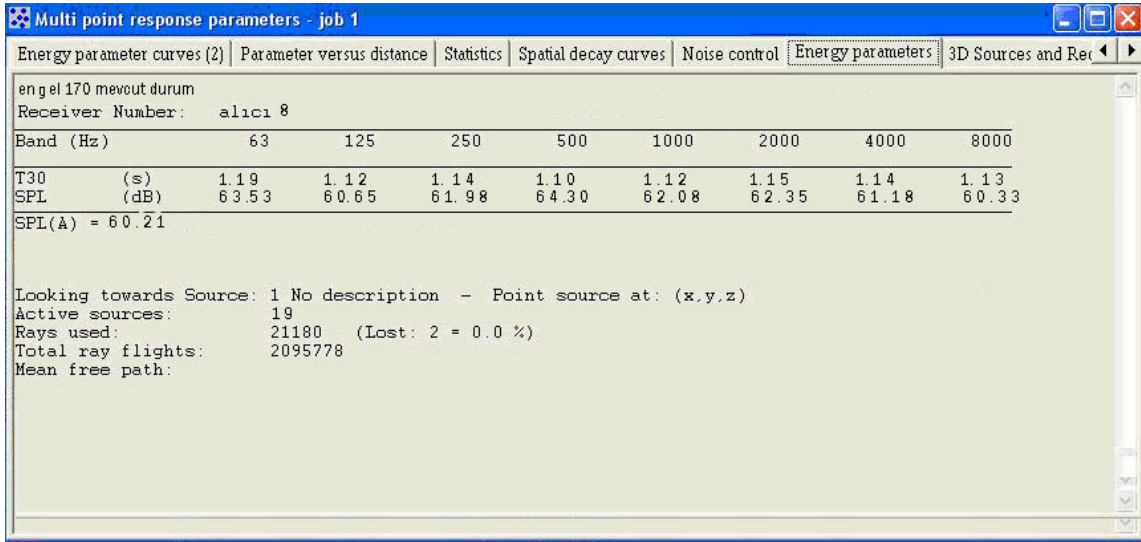 Multi point response parameters - job 1
Energy parameter curves (2) Parameter versus distance Statistics Spatial decay curves Noise control Energy parameters 3D Sources and Rec
engel 170 mevcut durum
Receiver Number: alıcı 8
Band (Hz) 63 125 250 500 1000 2000 4000 8000
T30 (s) 1.19 1.12 1.14 1.10 1.12 1.15 1.14 1.13
SPL (dB) 63.53 60.65 61.98 64.30 62.08 62.35 61.18 60.33
SPL(A) = 60.21
Looking towards Source: 1 No description - Point source at: (x,y,z)
Active sources: 19
Rays used: 21180 (Lost: 2 = 0.0 %)
Total ray flights: 2095778
Mean free path: